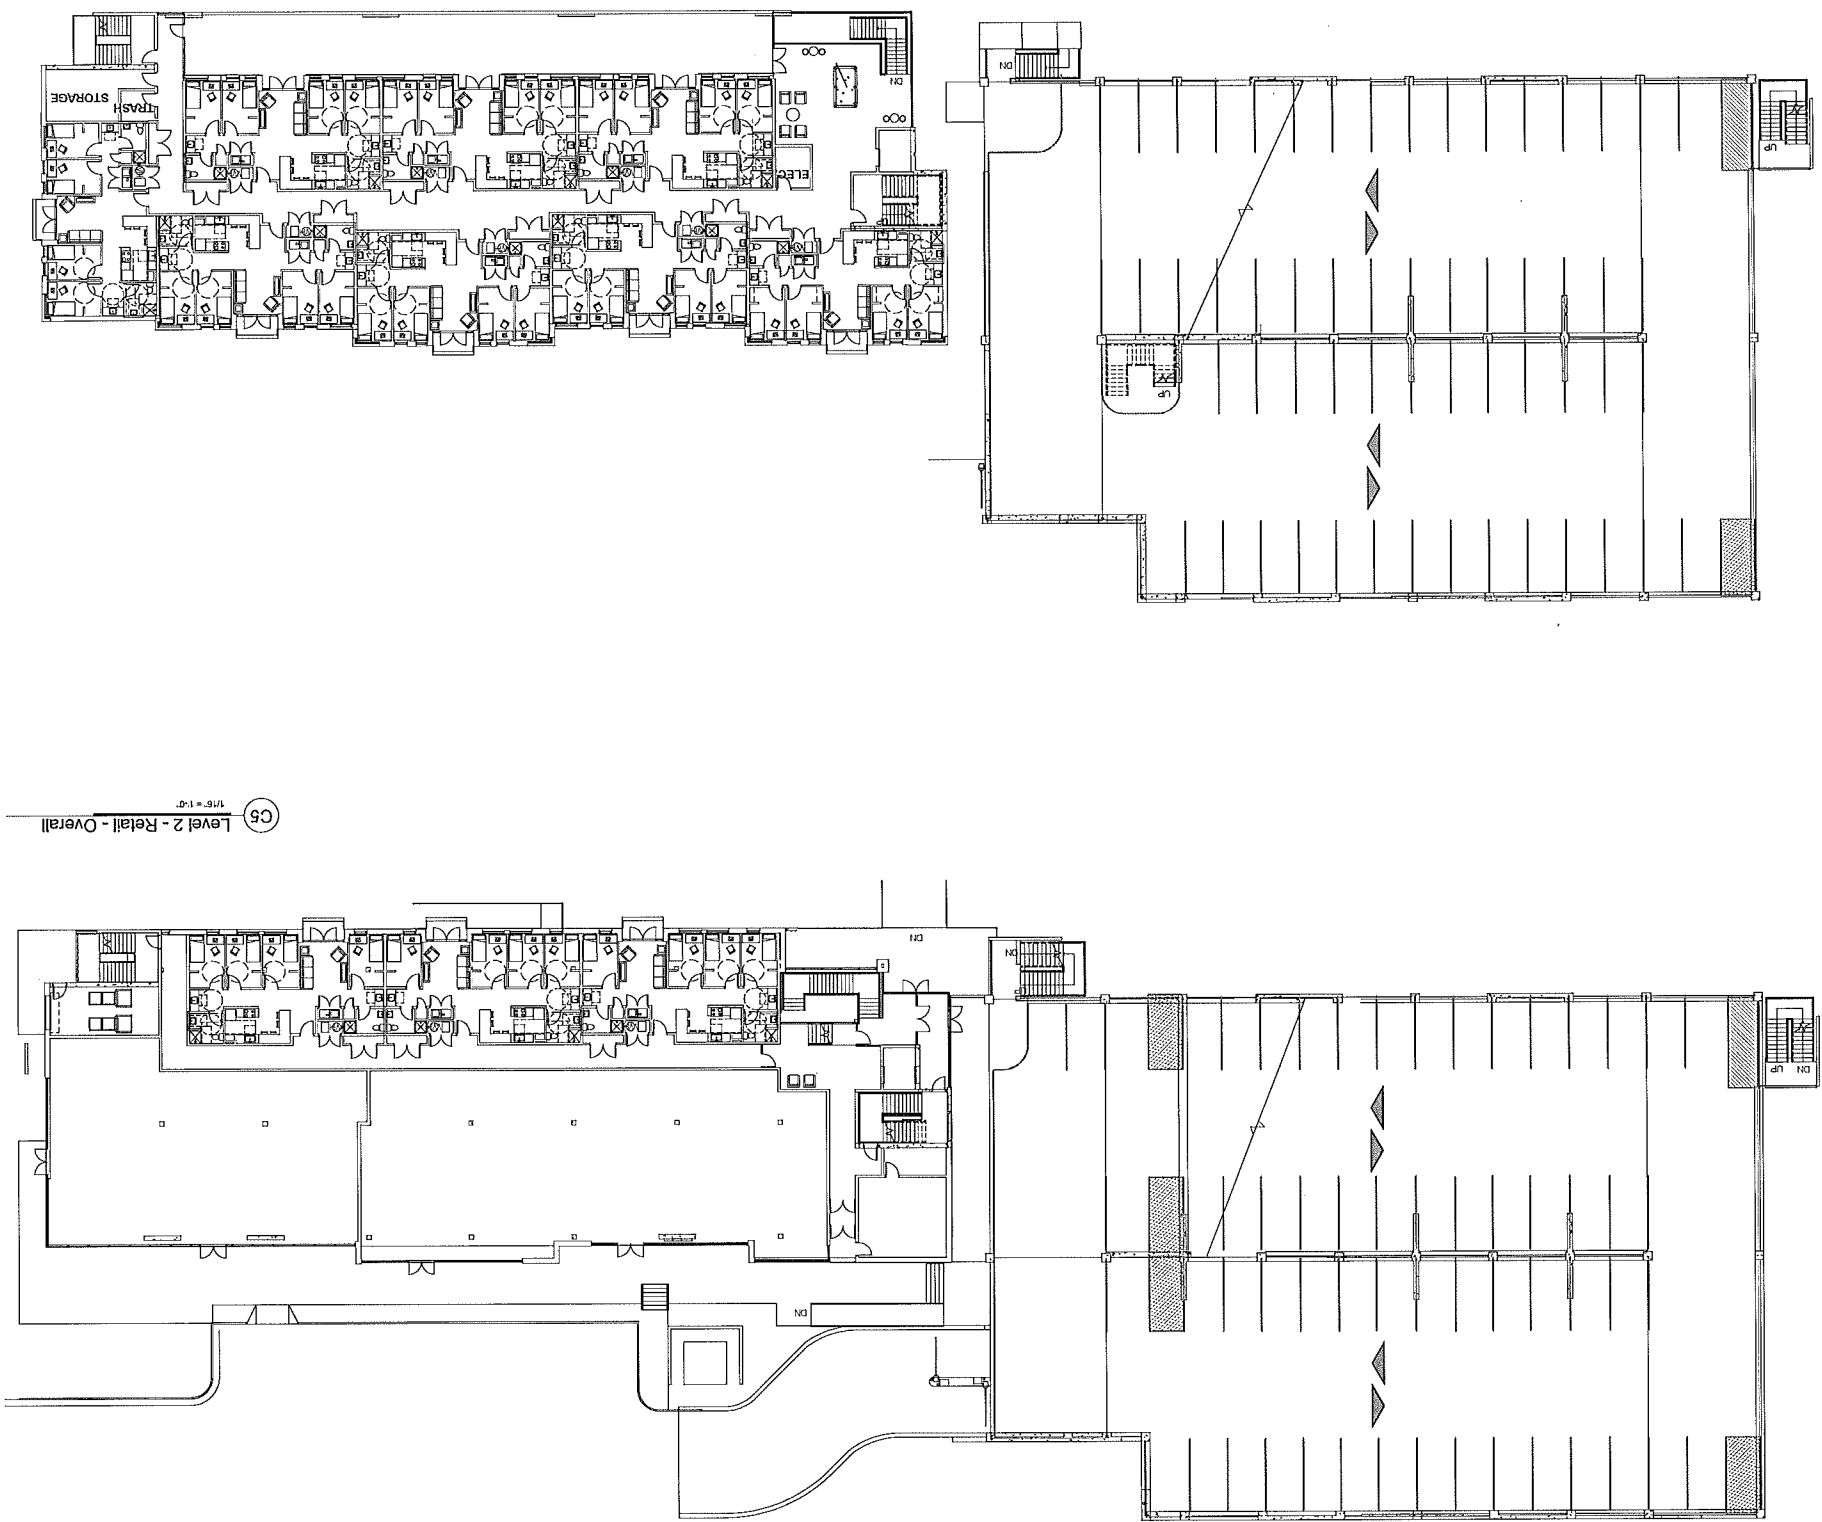 DN
DN
UP
DN
DN
DN
C5
Level 2 - Retail - Overall
1/16" = 1'-0"
UP
DN
ELEC
UP
TRASH
STORAGE
DN
DN